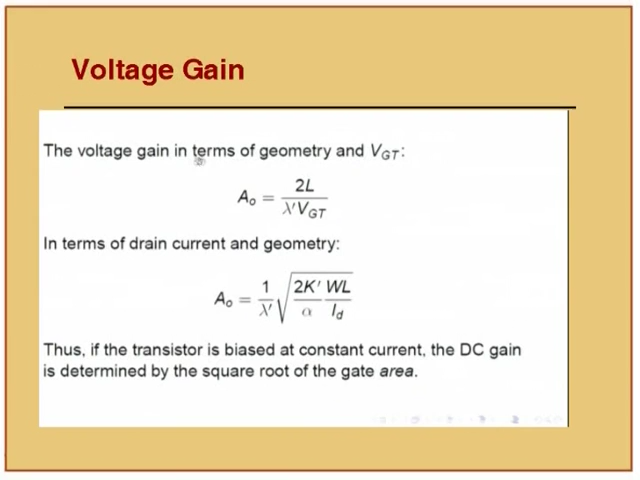 Voltage Gain
The voltage gain in terms of geometry and V_GT:
A_o = 2L / λ′V_GT
In terms of drain current and geometry:
A_o = 1/λ′ √(2K′/α WL/I_d)
Thus, if the transistor is biased at constant current, the DC gain
is determined by the square root of the gate area.